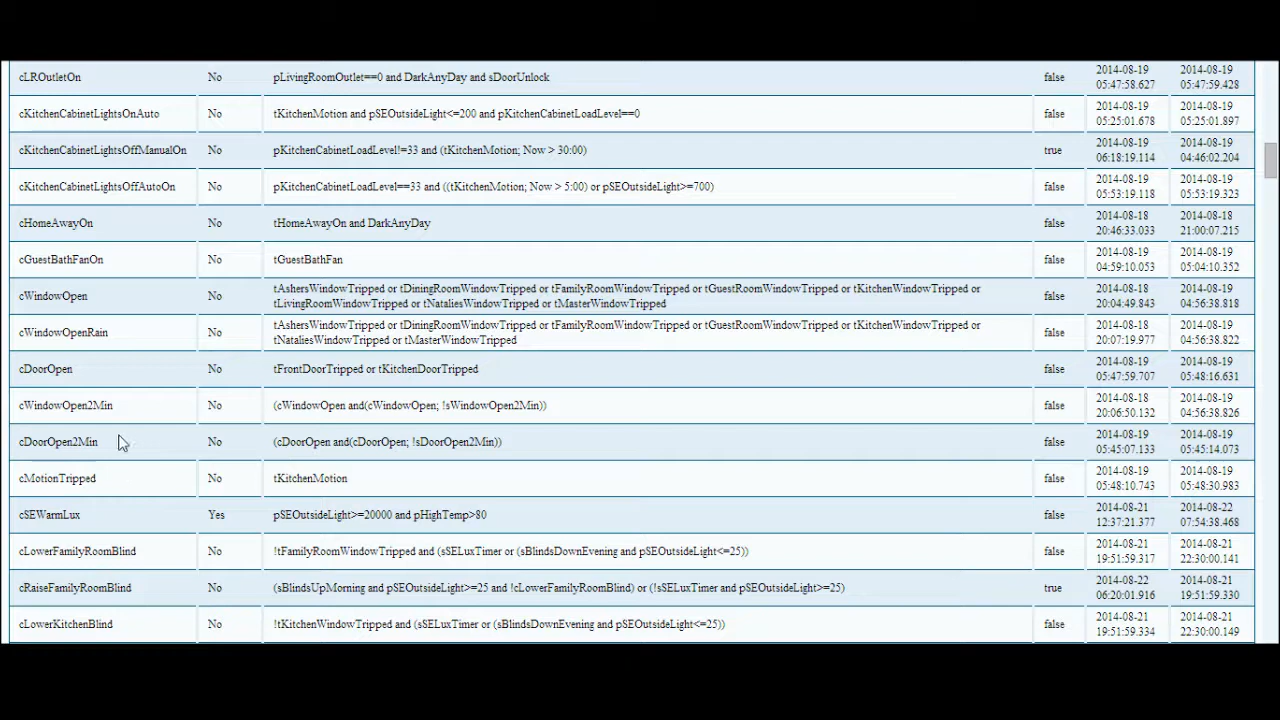 cLROutletOn No pLivingRoomOutlet==0 and DarkAnyDay and sDoorUnlock false 2014-08-19 05:47:58.627 2014-08-19 05:47:59.428
cKitchenCabinetLightsOnAuto No tKitchenMotion and pSEOutsideLight<=200 and pKitchenCabinetLoadLevel==0 false 2014-08-19 05:25:01.678 2014-08-19 05:25:01.897
cKitchenCabinetLightsOffManualOn No pKitchenCabinetLoadLevel!=33 and (tKitchenMotion; Now > 30:00) true 2014-08-19 06:18:19.114 2014-08-19 04:46:02.204
cKitchenCabinetLightsOffAutoOn No pKitchenCabinetLoadLevel==33 and ((tKitchenMotion; Now > 5:00) or pSEOutsideLight>=700) false 2014-08-19 05:53:19.118 2014-08-19 05:53:19.323
cHomeAwayOn No tHomeAwayOn and DarkAnyDay false 2014-08-18 20:46:33.033 2014-08-18 21:00:07.215
cGuestBathFanOn No tGuestBathFan false 2014-08-19 04:59:10.053 2014-08-19 05:04:10.352
cWindowOpen No tAshersWindowTripped or tDiningRoomWindowTripped or tFamilyRoomWindowTripped or tGuestRoomWindowTripped or tKitchenWindowTripped or
tLivingRoomWindowTripped or tNataliesWindowTripped or tMasterWindowTripped false 2014-08-18 20:04:49.843 2014-08-19 04:56:38.818
cWindowOpenRain No tAshersWindowTripped or tDiningRoomWindowTripped or tFamilyRoomWindowTripped or tGuestRoomWindowTripped or tKitchenWindowTripped or
tNataliesWindowTripped or tMasterWindowTripped false 2014-08-18 20:07:19.977 2014-08-19 04:56:38.822
cDoorOpen No tFrontDoorTripped or tKitchenDoorTripped false 2014-08-19 05:47:59.707 2014-08-19 05:48:16.631
cWindowOpen2Min No (cWindowOpen and(cWindowOpen; !sWindowOpen2Min)) false 2014-08-18 20:06:50.132 2014-08-19 04:56:38.826
cDoorOpen2Min No (cDoorOpen and(cDoorOpen; !sDoorOpen2Min)) false 2014-08-19 05:45:07.133 2014-08-19 05:45:14.073
cMotionTripped No tKitchenMotion false 2014-08-19 05:48:10.743 2014-08-19 05:48:30.983
cSEWarmLux Yes pSEOutsideLight>=20000 and pHighTemp>80 false 2014-08-21 12:37:21.377 2014-08-22 07:54:38.468
cLowerFamilyRoomBlind No !tFamilyRoomWindowTripped and (sSELuxTimer or (sBlindsDownEvening and pSEOutsideLight<=25)) false 2014-08-21 19:51:59.317 2014-08-21 22:30:00.141
cRaiseFamilyRoomBlind No (sBlindsUpMorning and pSEOutsideLight>=25 and !cLowerFamilyRoomBlind) or (!sSELuxTimer and pSEOutsideLight>=25) true 2014-08-22 06:20:01.916 2014-08-21 19:51:59.330
cLowerKitchenBlind No !tKitchenWindowTripped and (sSELuxTimer or (sBlindsDownEvening and pSEOutsideLight<=25)) false 2014-08-21 19:51:59.334 2014-08-21 22:30:00.149